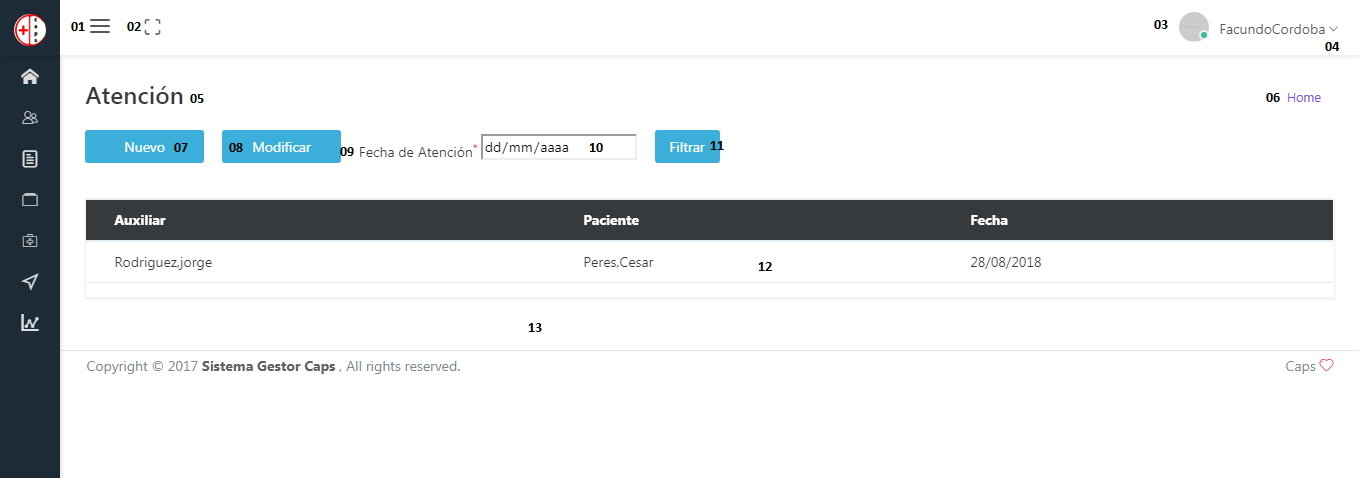 01 02 03 FacundoCordoba
04
Atención 05 06 Home
Nuevo 07 08 Modificar 09 Fecha de Atención* dd/mm/aaaa 10 Filtrar 11
Auxiliar Paciente Fecha
Rodriguez,jorge Peres,Cesar 12 28/08/2018
13
Copyright © 2017 Sistema Gestor Caps , All rights reserved. Caps